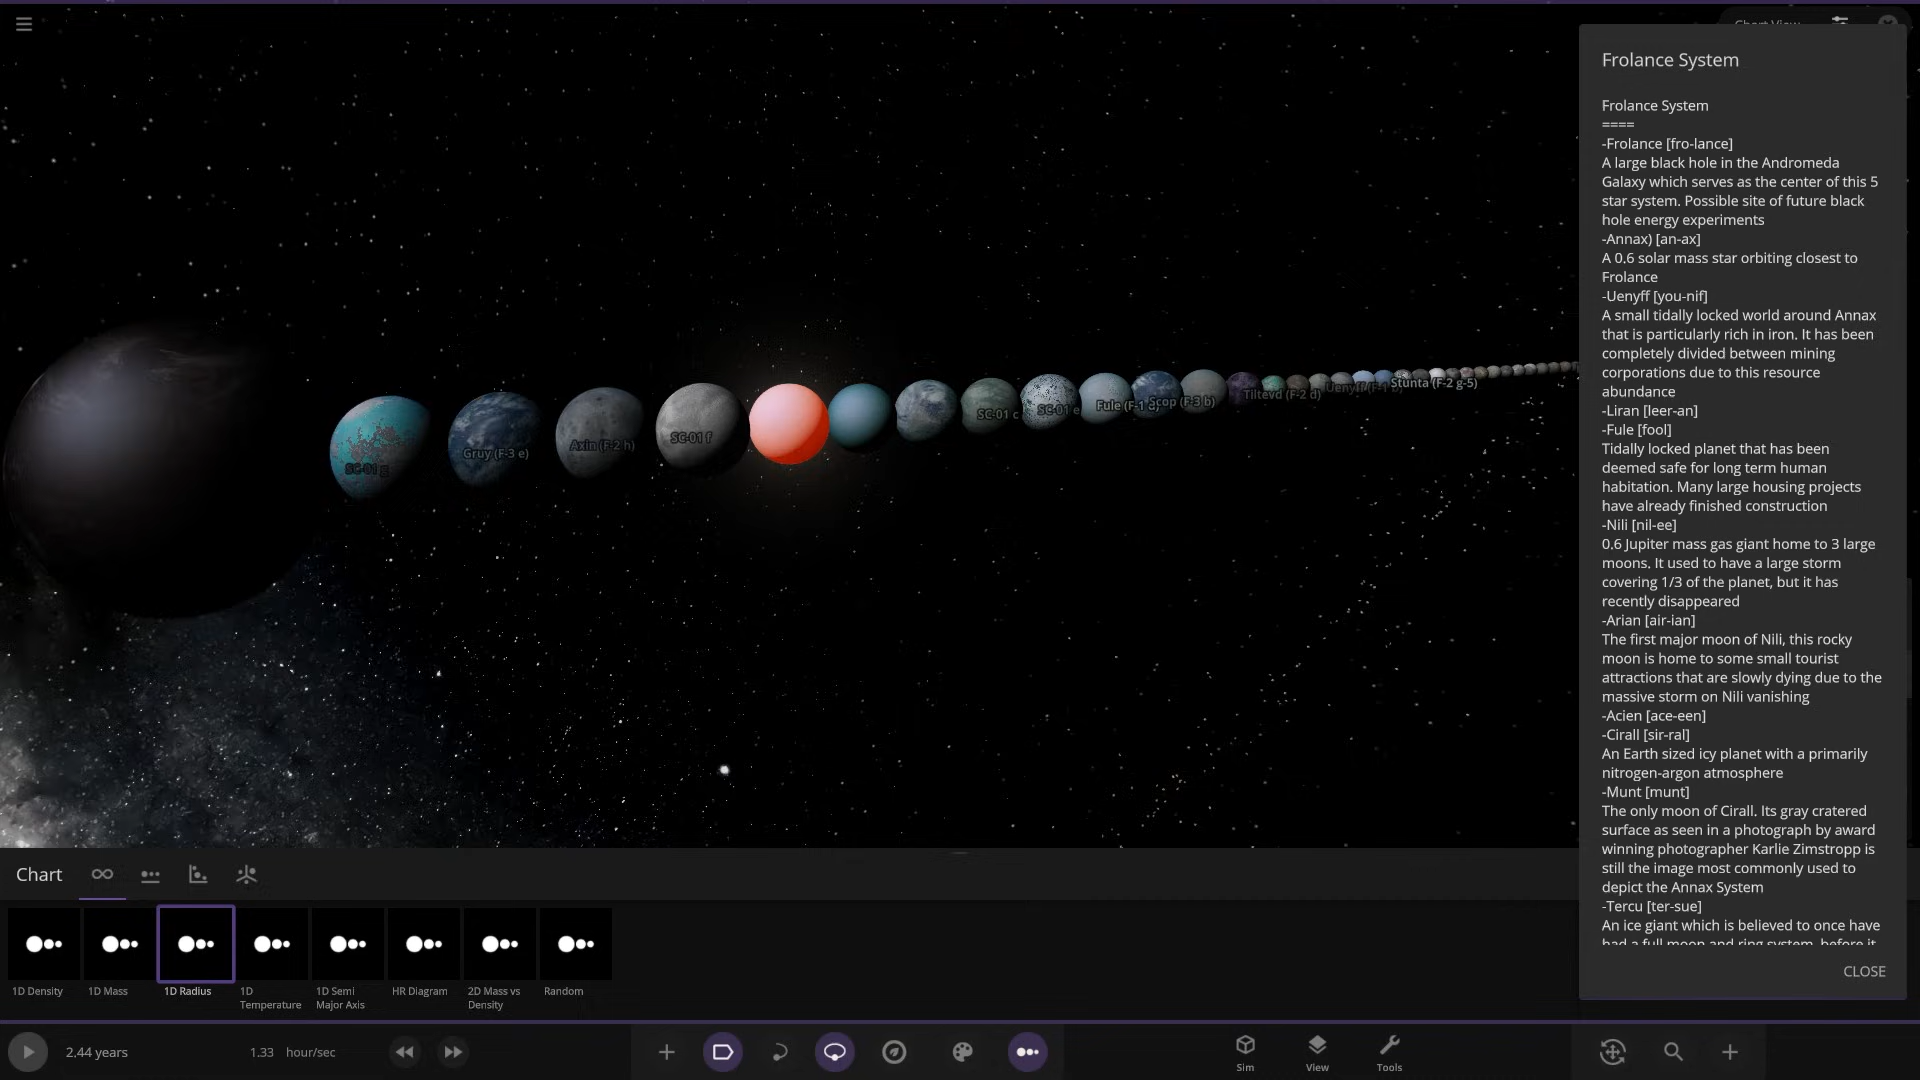 Chart View
Frolance System
Frolance System
====
-Frolance [fro-lance]
A large black hole in the Andromeda
Galaxy which serves as the center of this 5
star system. Possible site of future black
hole energy experiments
-Annax) [an-ax]
A 0.6 solar mass star orbiting closest to
Frolance
-Uenyff [you-nif]
A small tidally locked world around Annax
that is particularly rich in iron. It has been
completely divided between mining
corporations due to this resource
abundance
-Liran [leer-an]
-Fule [fool]
Tidally locked planet that has been
deemed safe for long term human
habitation. Many large housing projects
have already finished construction
-Nili [nil-ee]
0.6 Jupiter mass gas giant home to 3 large
moons. It used to have a large storm
covering 1/3 of the planet, but it has
recently disappeared
-Arian [air-ian]
The first major moon of Nili, this rocky
moon is home to some small tourist
attractions that are slowly dying due to the
massive storm on Nili vanishing
-Acien [ace-een]
-Cirall [sir-ral]
An Earth sized icy planet with a primarily
nitrogen-argon atmosphere
-Munt [munt]
The only moon of Cirall. Its gray cratered
surface as seen in a photograph by award
winning photographer Karlie Zimstropp is
still the image most commonly used to
depict the Annax System
-Tercu [ter-sue]
An ice giant which is believed to once have
had a full moon and ring system, before it
CLOSE
SC-01 g
Gruy (F-3 e)
Axin (F-2 h)
SC-01 f
SC-01 c
SC-01 e
Fule (F-1
Scop (F-3 b)
Tiltevd (F-2 d)
Uenyff (F-1 b)
Stunta (F-2 g-5)
Chart
1D Density
1D Mass
1D Radius
1D
Temperature
1D Semi
Major Axis
HR Diagram
2D Mass vs
Density
Random
2.44 years
1.33 hour/sec
Sim
View
Tools